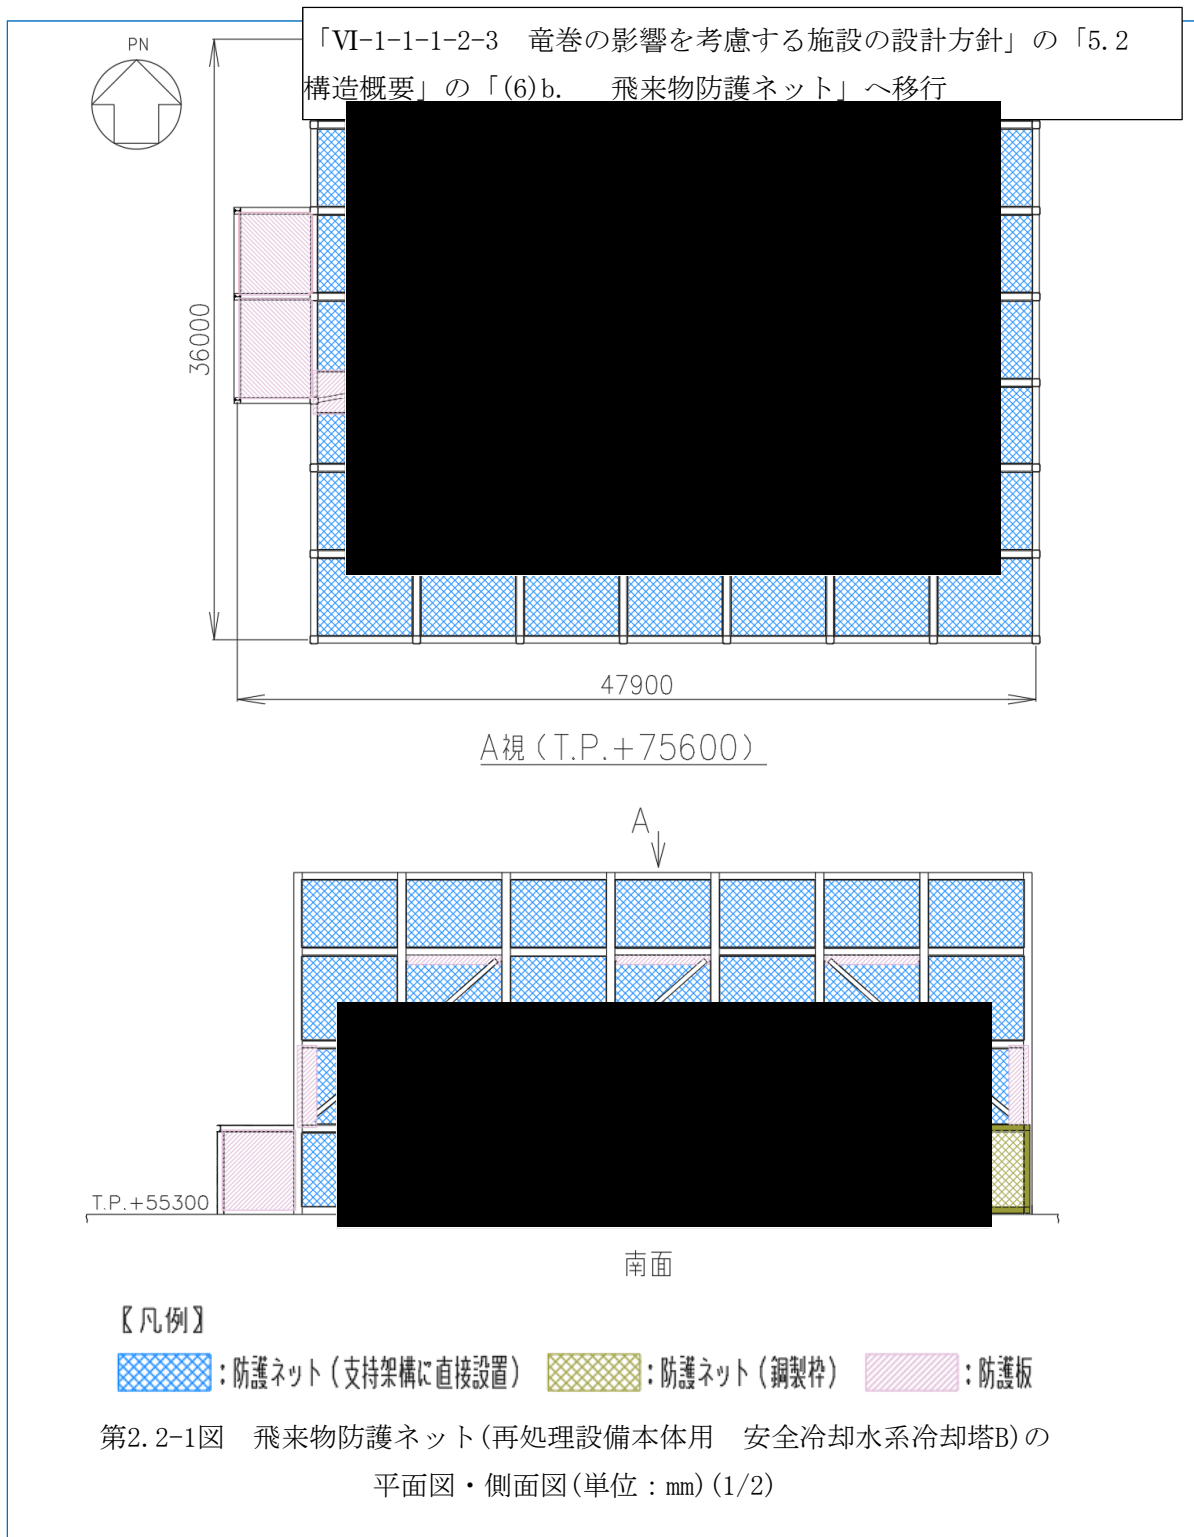 「Ⅵ-1-1-1-2-3　竜巻の影響を考慮する施設の設計方針」の「5.2
構造概要」の「(6)b.　飛来物防護ネット」へ移行
PN
36000
47900
A視（T.P.+75600）
A
T.P.+55300
南面
【凡例】
：防護ネット（支持架構に直接設置）　：防護ネット（鋼製枠）　：防護板
第2.2-1図　飛来物防護ネット(再処理設備本体用　安全冷却水系冷却塔B)の
平面図・側面図(単位：mm)(1/2)